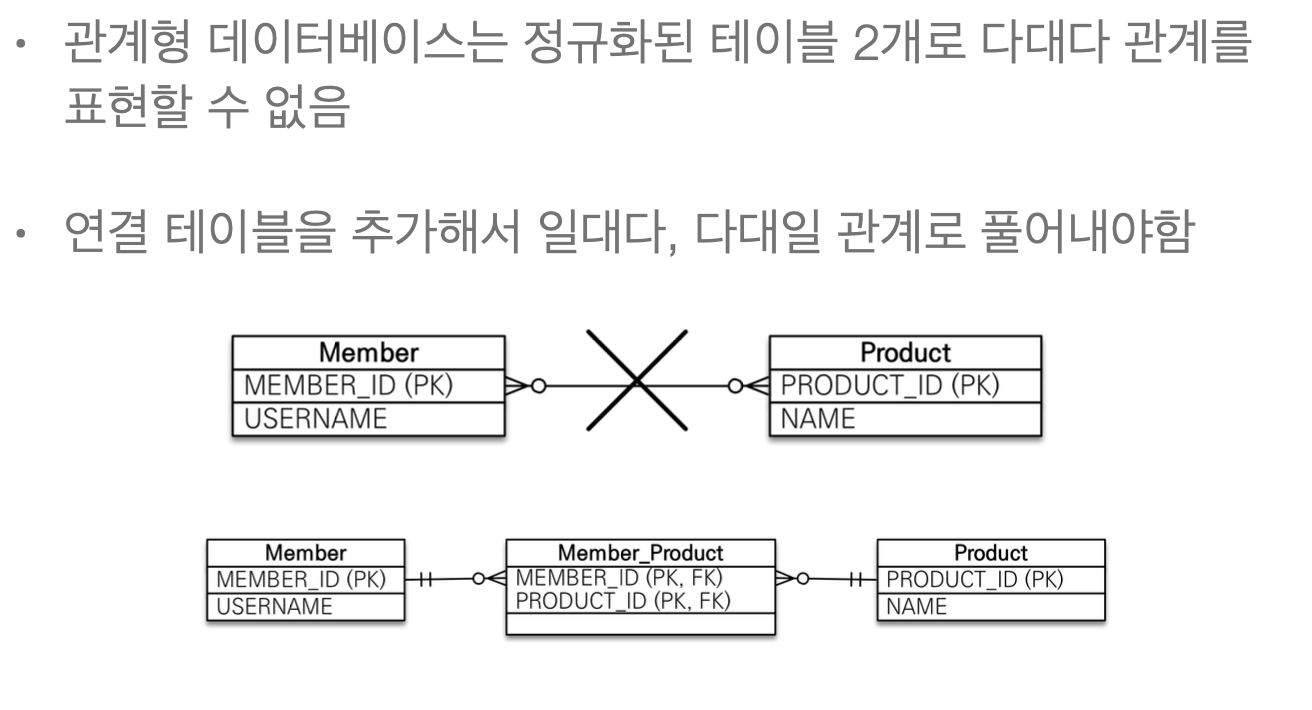 • 관계형 데이터베이스는 정규화된 테이블 2개로 다대다 관계를
표현할 수 없음
• 연결 테이블을 추가해서 일대다, 다대일 관계로 풀어내야함
Member
MEMBER_ID (PK)
USERNAME
Product
PRODUCT_ID (PK)
NAME
Member
MEMBER_ID (PK)
USERNAME
Member_Product
MEMBER_ID (PK, FK)
PRODUCT_ID (PK, FK)
Product
PRODUCT_ID (PK)
NAME